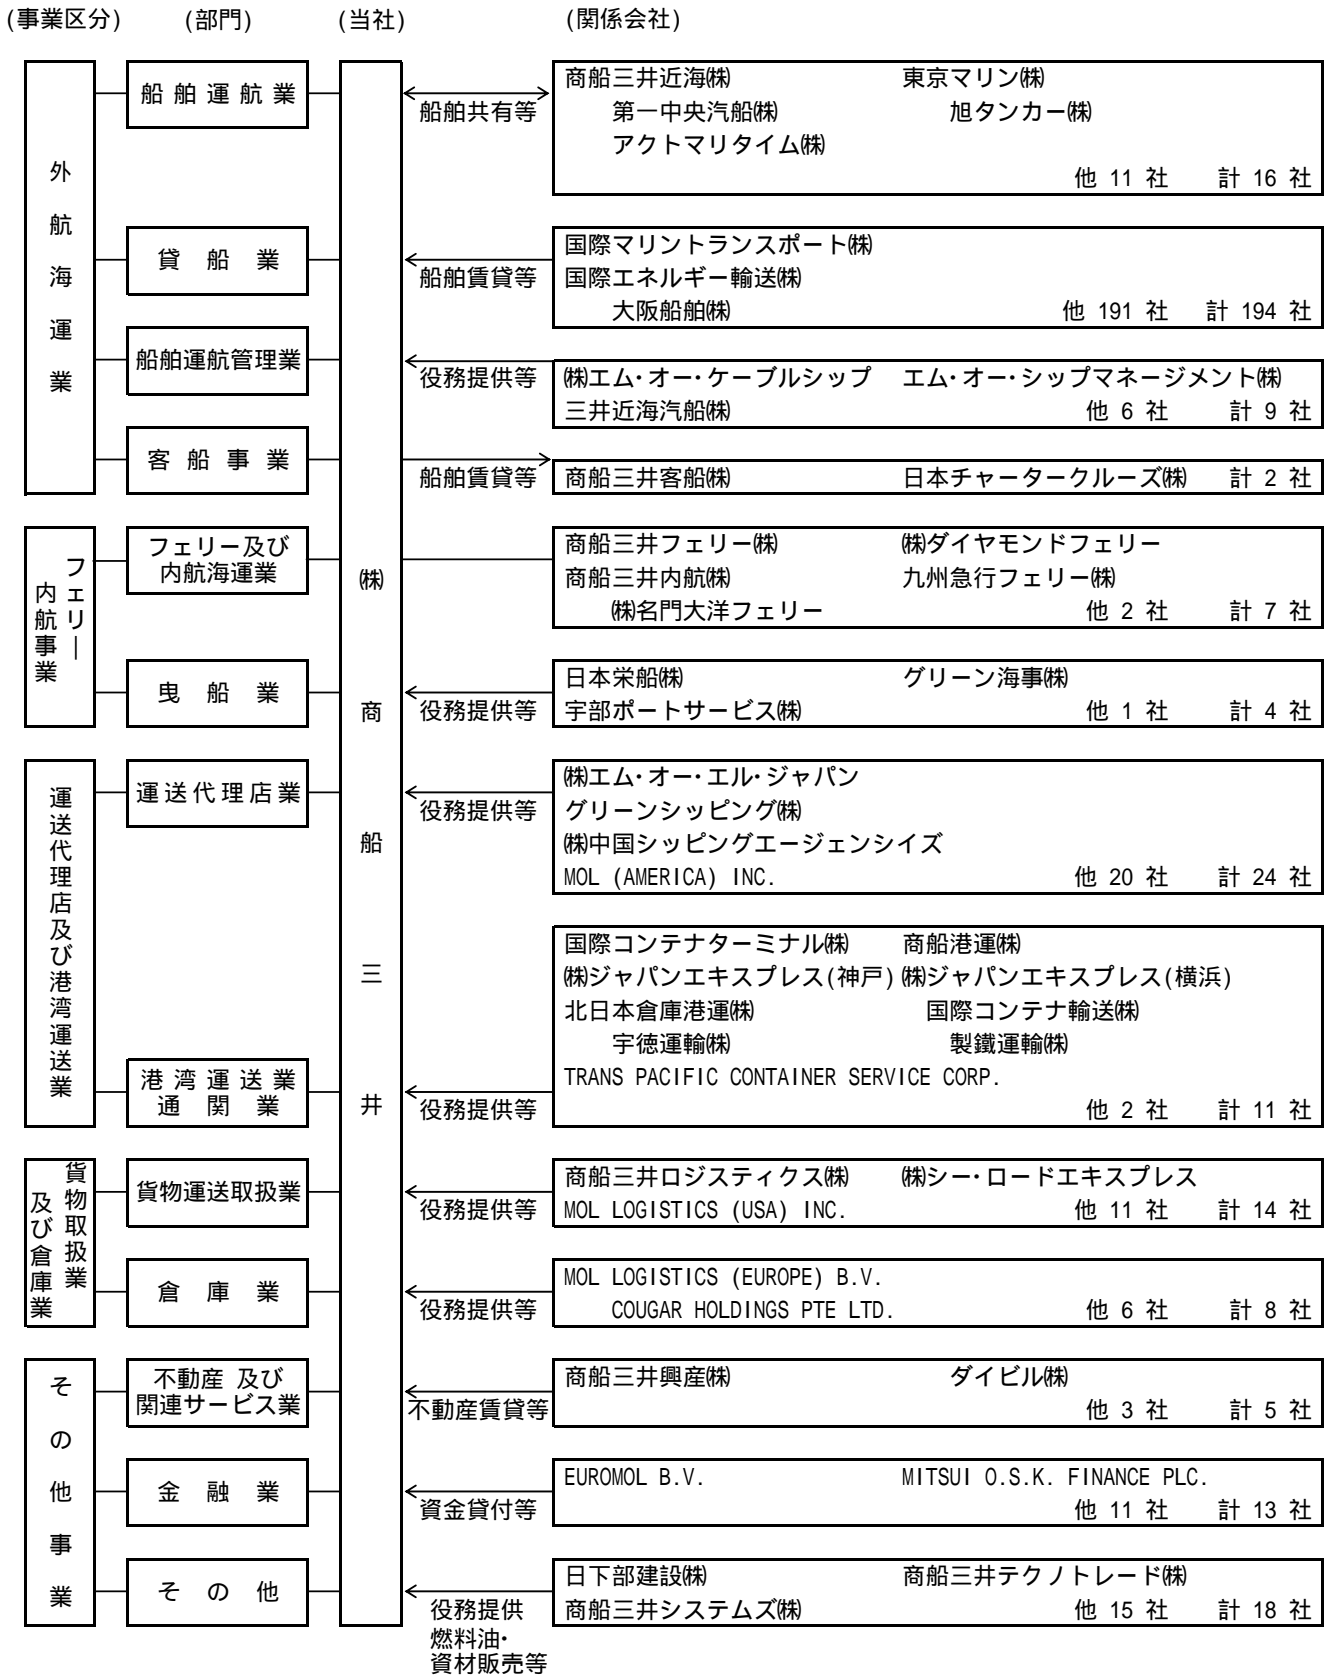 (事業区分) (部門) (当社) (関係会社)
外航海運業
船舶運航業
船舶共有等
商船三井近海㈱ 東京マリン㈱
第一中央汽船㈱ 旭タンカー㈱
アクトマリタイム㈱
他 11 社 計 16 社
貸船業
船舶賃貸等
国際マリントランスポート㈱
国際エネルギー輸送㈱
大阪船舶㈱ 他 191 社 計 194 社
船舶運航管理業
役務提供等
㈱エム・オー・ケーブルシップ エム・オー・シップマネージメント㈱
三井近海汽船㈱ 他 6 社 計 9 社
客船事業
船舶賃貸等
商船三井客船㈱ 日本チャータークルーズ㈱ 計 2 社
㈱商船三井
フェリー
内航事業
フェリー及び
内航海運業
商船三井フェリー㈱ ㈱ダイヤモンドフェリー
商船三井内航㈱ 九州急行フェリー㈱
㈱名門大洋フェリー 他 2 社 計 7 社
曳船業
役務提供等
日本栄船㈱ グリーン海事㈱
宇部ポートサービス㈱ 他 1 社 計 4 社
運送代理店及び港湾運送業
運送代理店業
役務提供等
㈱エム・オー・エル・ジャパン
グリーンシッピング㈱
㈱中国シッピングエージェンシイズ
MOL (AMERICA) INC. 他 20 社 計 24 社
港湾運送業
通関業
役務提供等
国際コンテナターミナル㈱ 商船港運㈱
㈱ジャパンエキスプレス(神戸) ㈱ジャパンエキスプレス(横浜)
北日本倉庫港運㈱ 国際コンテナ輸送㈱
宇徳運輸㈱ 製鐵運輸㈱
TRANS PACIFIC CONTAINER SERVICE CORP.
他 2 社 計 11 社
貨物取扱業
及び倉庫業
貨物運送取扱業
役務提供等
商船三井ロジスティクス㈱ ㈱シー・ロードエキスプレス
MOL LOGISTICS (USA) INC. 他 11 社 計 14 社
倉庫業
役務提供等
MOL LOGISTICS (EUROPE) B.V.
COUGAR HOLDINGS PTE LTD. 他 6 社 計 8 社
その他事業
不動産 及び
関連サービス業
不動産賃貸等
商船三井興産㈱ ダイビル㈱
他 3 社 計 5 社
金融業
資金貸付等
EUROMOL B.V. MITSUI O.S.K. FINANCE PLC.
他 11 社 計 13 社
その他
役務提供
燃料油・
資材販売等
日下部建設㈱ 商船三井テクノトレード㈱
商船三井システムズ㈱ 他 15 社 計 18 社